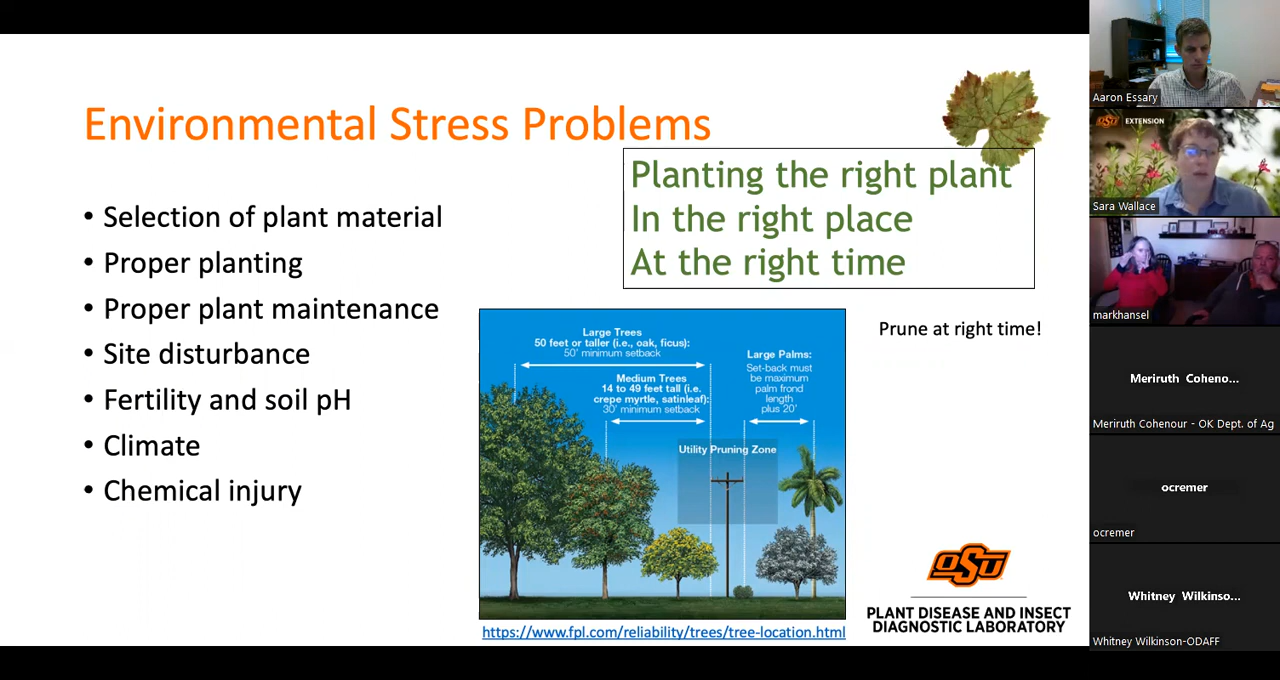 Environmental Stress Problems
Planting the right plant
In the right place
At the right time
• Selection of plant material
• Proper planting
• Proper plant maintenance
• Site disturbance
• Fertility and soil pH
• Climate
• Chemical injury
Large Trees
50 feet or taller (i.e., oak, ficus):
50' minimum setback
Medium Trees
14 to 49 feet tall (i.e.
crepe myrtle, satinleaf):
30' minimum setback
Large Palms:
Set-back must
be maximum
palm frond
length
plus 20'
Utility Pruning Zone
https://www.fpl.com/reliability/trees/tree-location.html
Prune at right time!
OSU
PLANT DISEASE AND INSECT
DIAGNOSTIC LABORATORY
Aaron Essary
OSU EXTENSION
Sara Wallace
markhansel
Meriruth Coheno...
Meriruth Cohenour - OK Dept. of Ag
ocremer
ocremer
Whitney Wilkinso...
Whitney Wilkinson-ODAFF